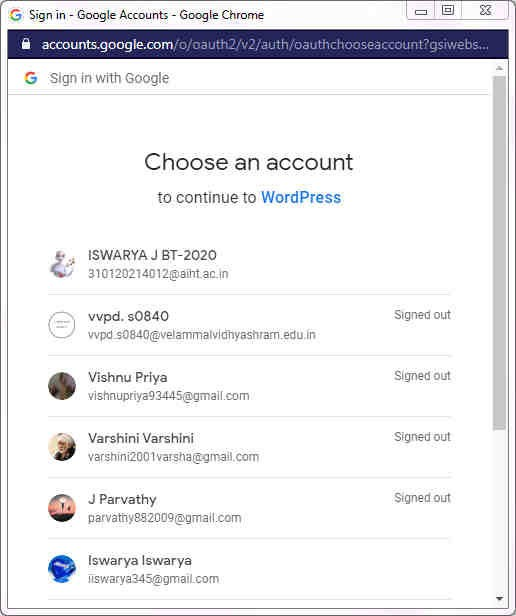 Sign in - Google Accounts - Google Chrome
accounts.google.com/o/oauth2/v2/auth/oauthchooseaccount?gsiwebs...
Sign in with Google
Choose an account
to continue to WordPress
ISWARYA J BT-2020
310120214012@aiht.ac.in
vvpd. s0840 Signed out
vvpd.s0840@velammalvidhyashram.edu.in
Vishnu Priya Signed out
vishnupriya93445@gmail.com
Varshini Varshini Signed out
varshini2001varsha@gmail.com
J Parvathy Signed out
parvathy882009@gmail.com
Iswarya Iswarya
iiswarya345@gmail.com